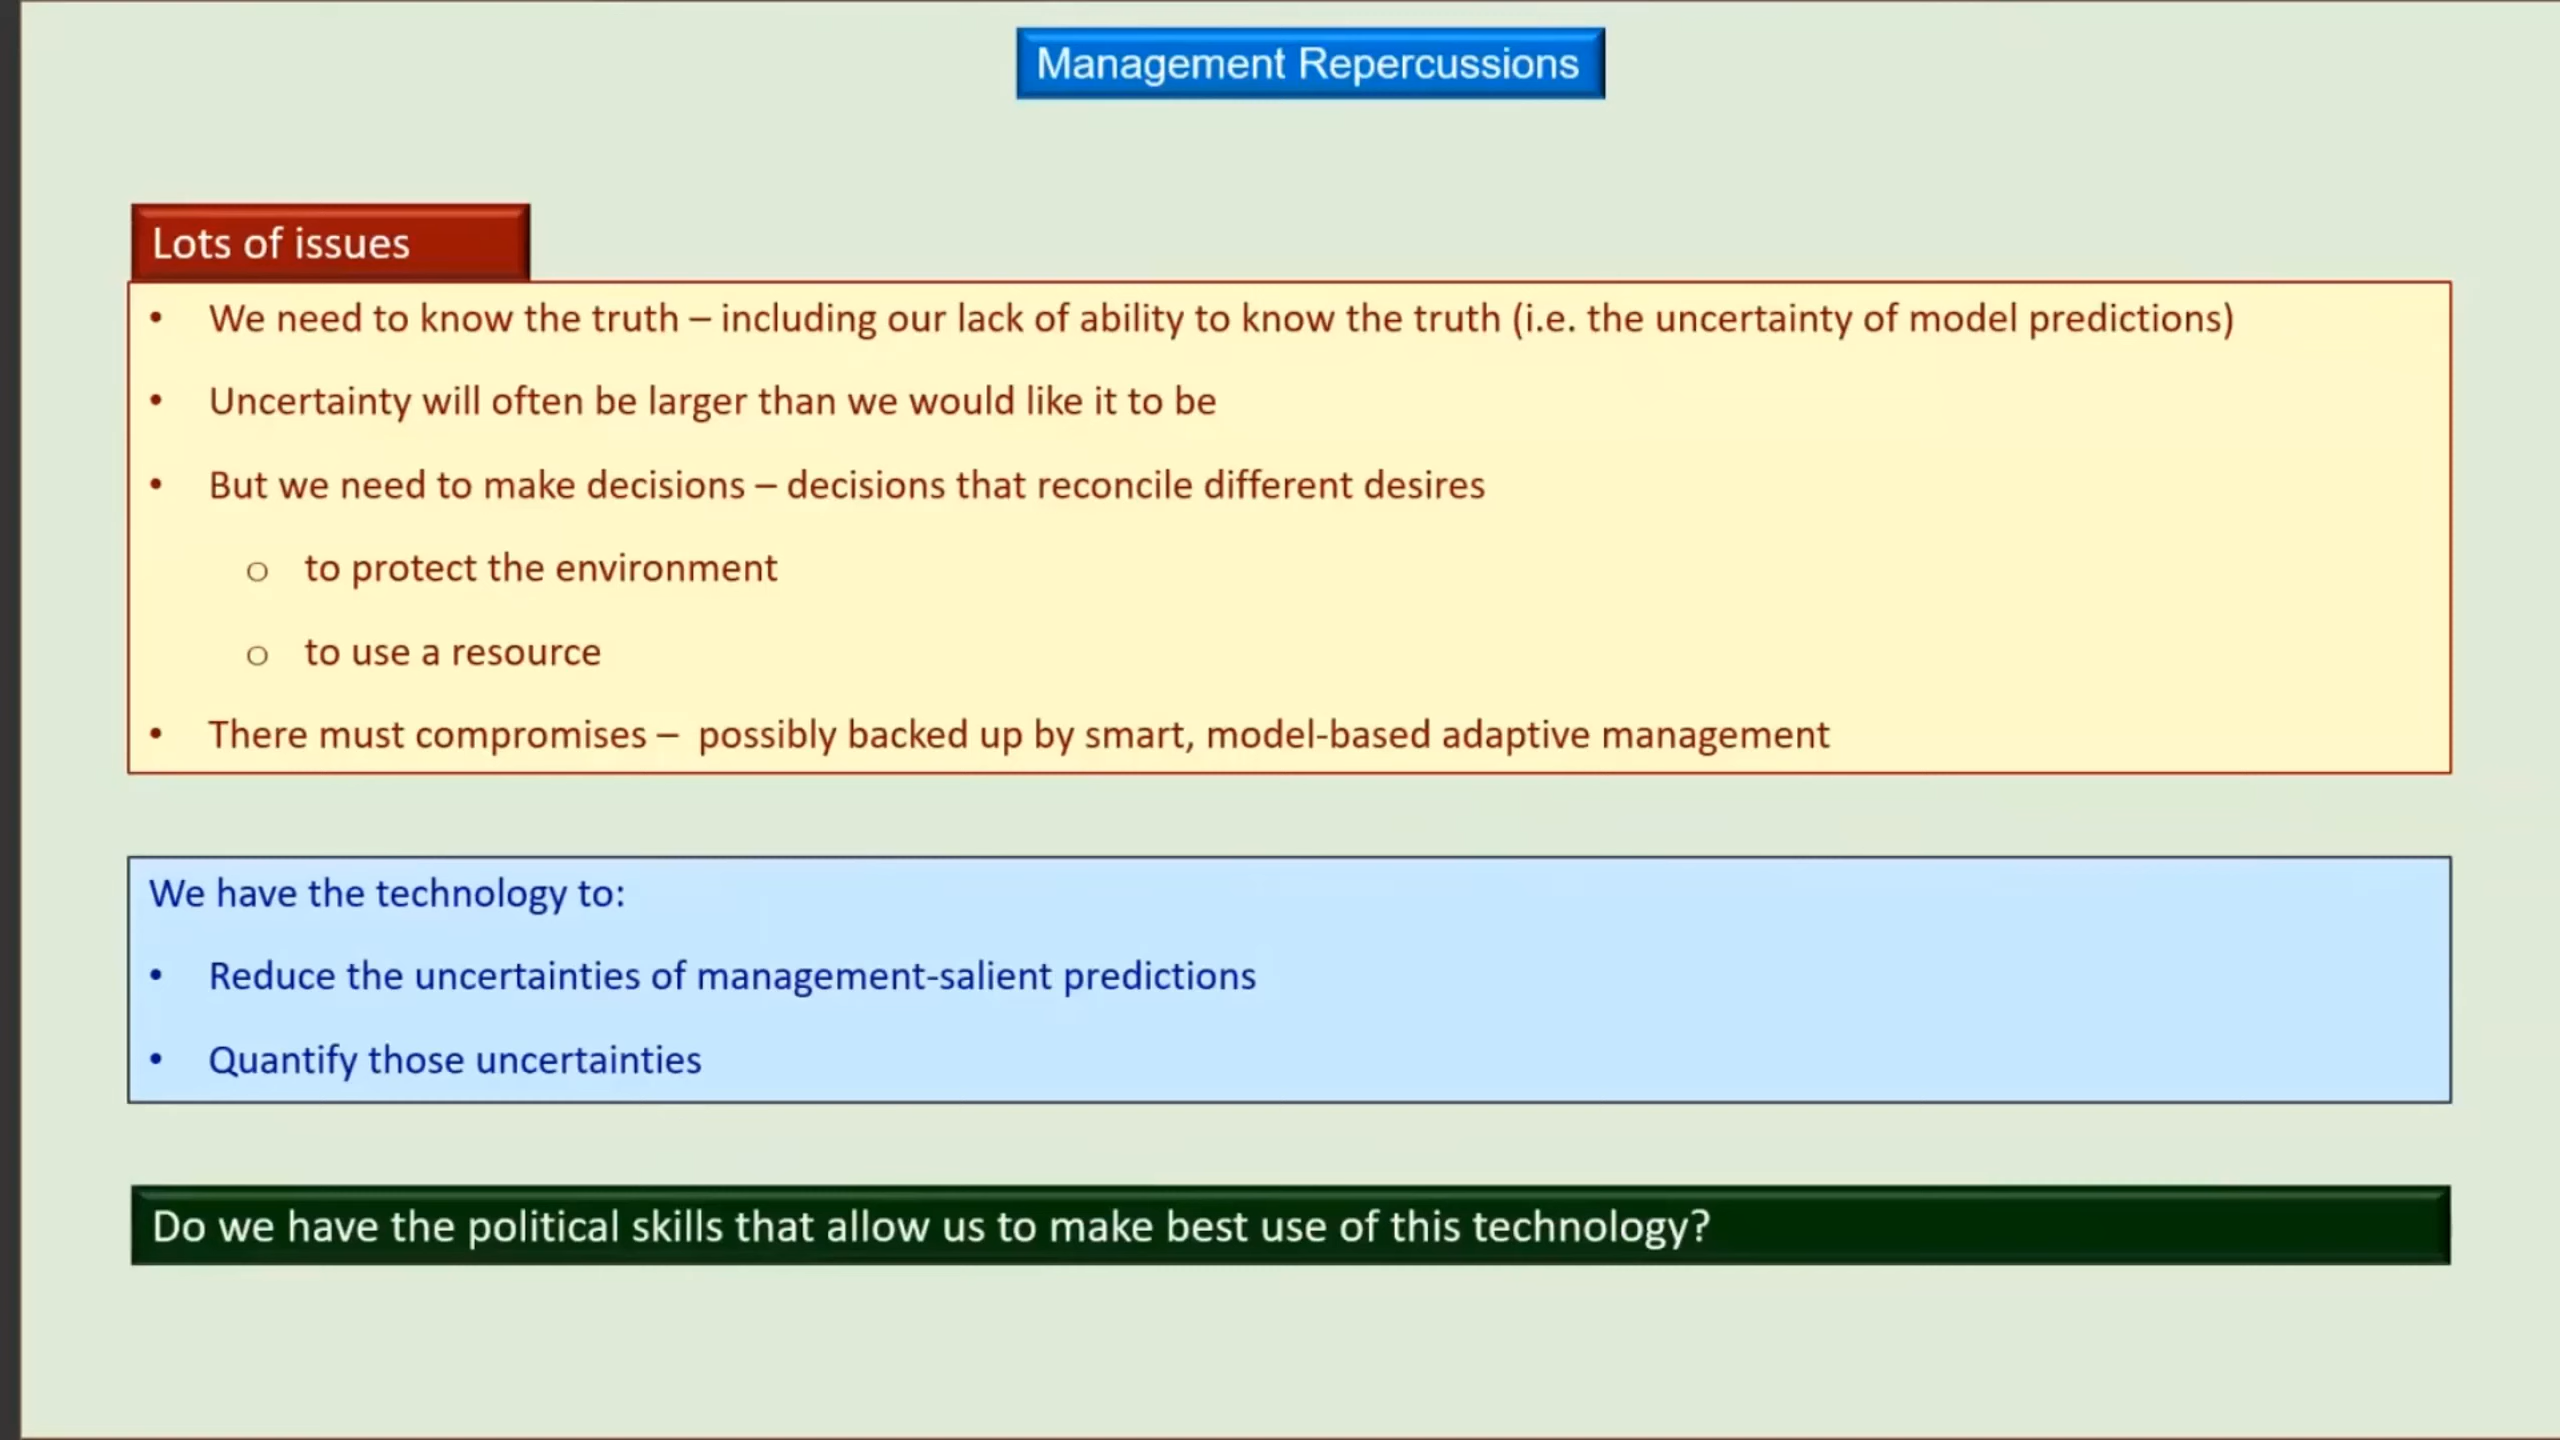 Management Repercussions
Lots of issues
• We need to know the truth – including our lack of ability to know the truth (i.e. the uncertainty of model predictions)
• Uncertainty will often be larger than we would like it to be
• But we need to make decisions – decisions that reconcile different desires
o to protect the environment
o to use a resource
• There must compromises –  possibly backed up by smart, model-based adaptive management
We have the technology to:
• Reduce the uncertainties of management-salient predictions
• Quantify those uncertainties
Do we have the political skills that allow us to make best use of this technology?